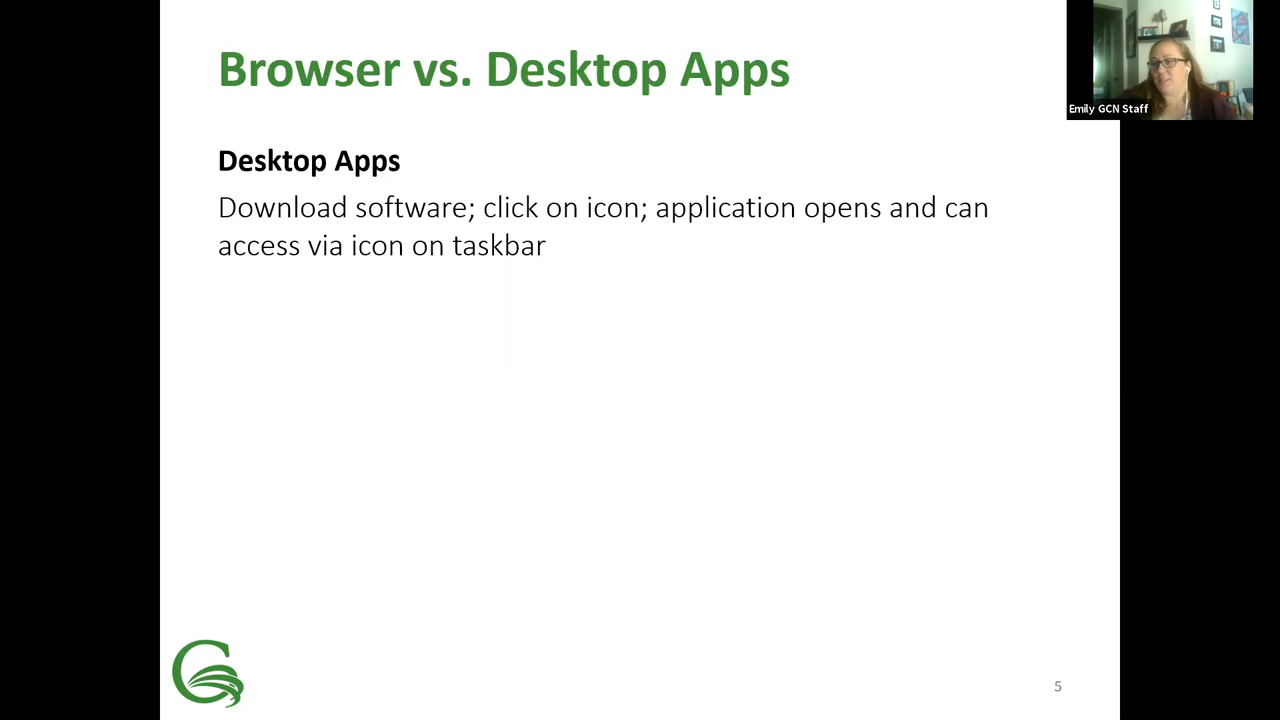 Browser vs. Desktop Apps
Emily GCN Staff
Desktop Apps
Download software; click on icon; application opens and can
access via icon on taskbar
5